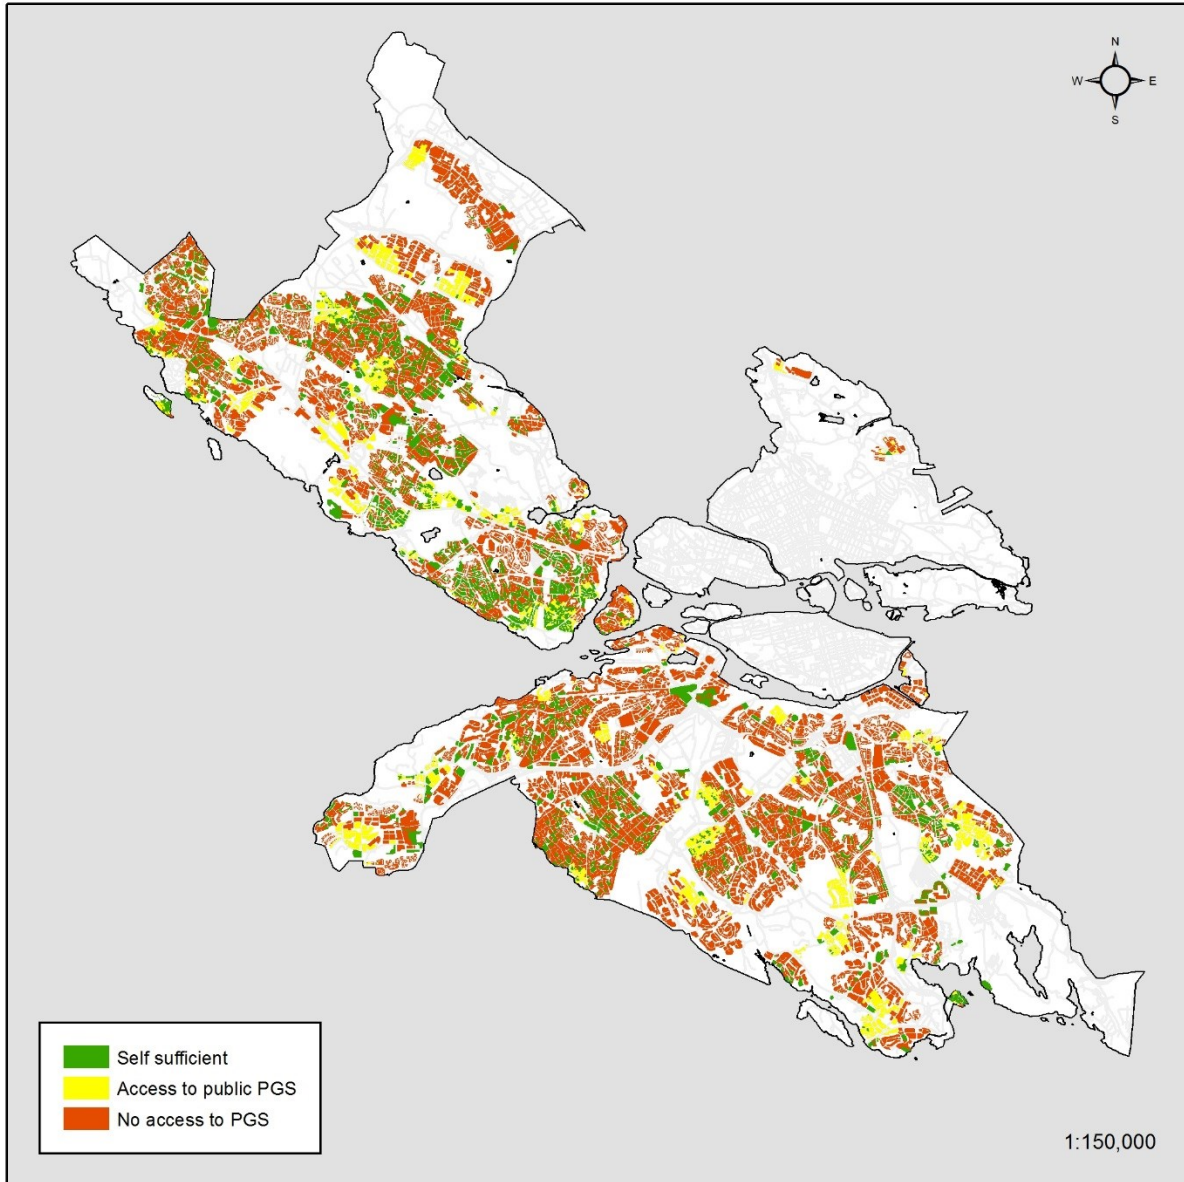 N
W E
S
Self sufficient
Access to public PGS
No access to PGS
1:150,000